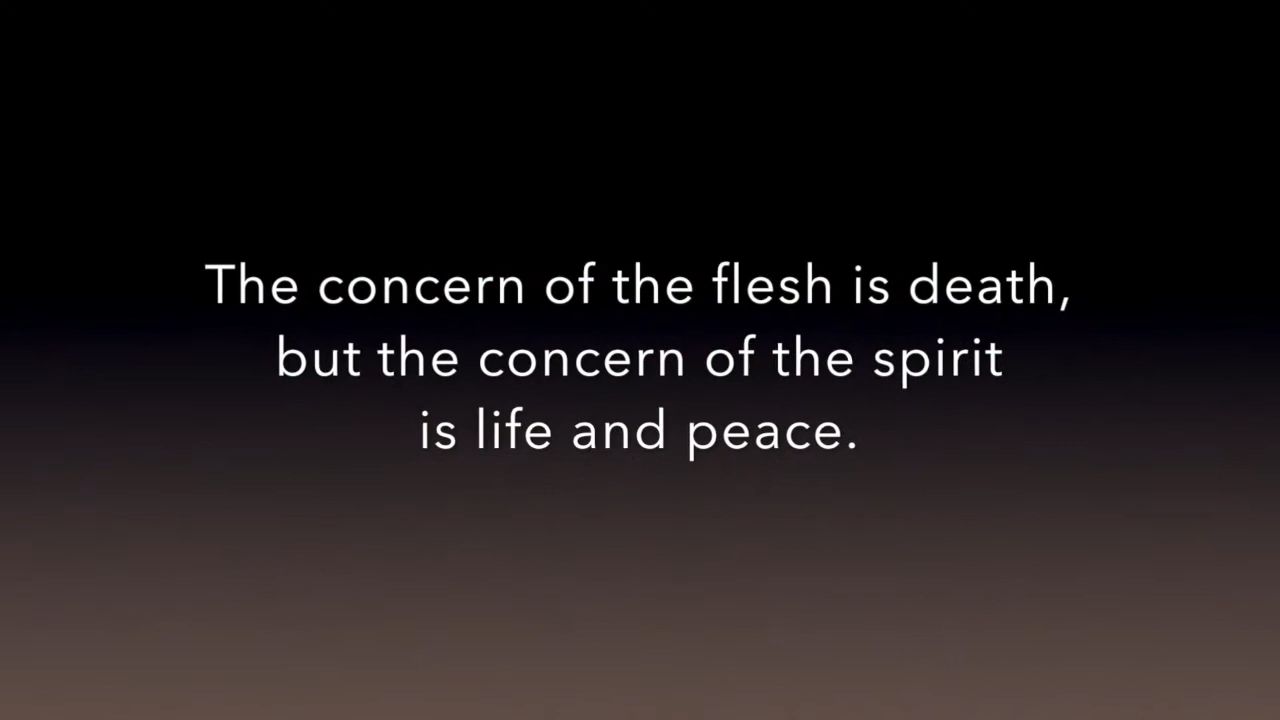 The concern of the flesh is death,
but the concern of the spirit
is life and peace.